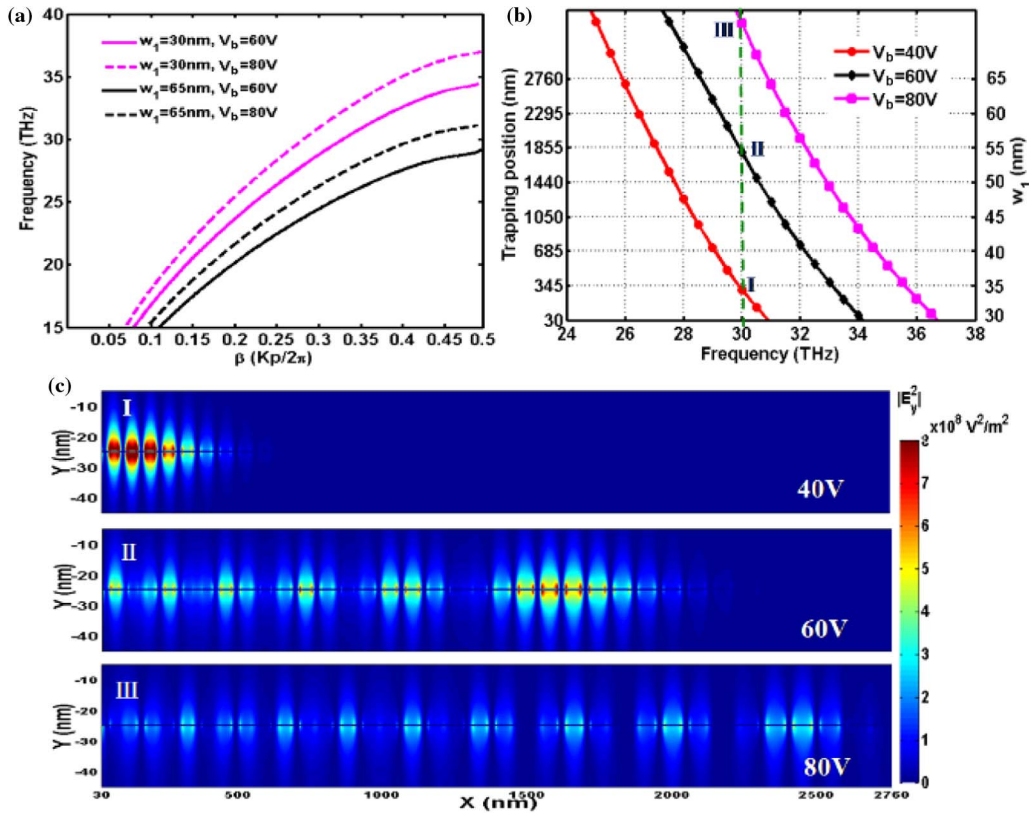 (a)
40
35
30
25
20
15
Frequency (THz)
w1=30nm, Vb=60V
w1=30nm, Vb=80V
w1=65nm, Vb=60V
w1=65nm, Vb=80V
0.05 0.1 0.15 0.2 0.25 0.3 0.35 0.4 0.45 0.5
β (Kp/2π)
(b)
Trapping position (nm)
2760
2295
1855
1440
1050
685
345
30
III
II
I
Vb=40V
Vb=60V
Vb=80V
65
60
55
50
45
40
35
30
w1 (nm)
24 26 28 30 32 34 36 38
Frequency (THz)
(c)
I
-10
-20
-30
-40
Y (nm)
40V
II
-10
-20
-30
-40
Y (nm)
60V
III
-10
-20
-30
-40
Y (nm)
80V
30 500 1000 1500 2000 2500 2760
X (nm)
|E²y|
x10⁸ V²/m²
8
7
6
5
4
3
2
1
0